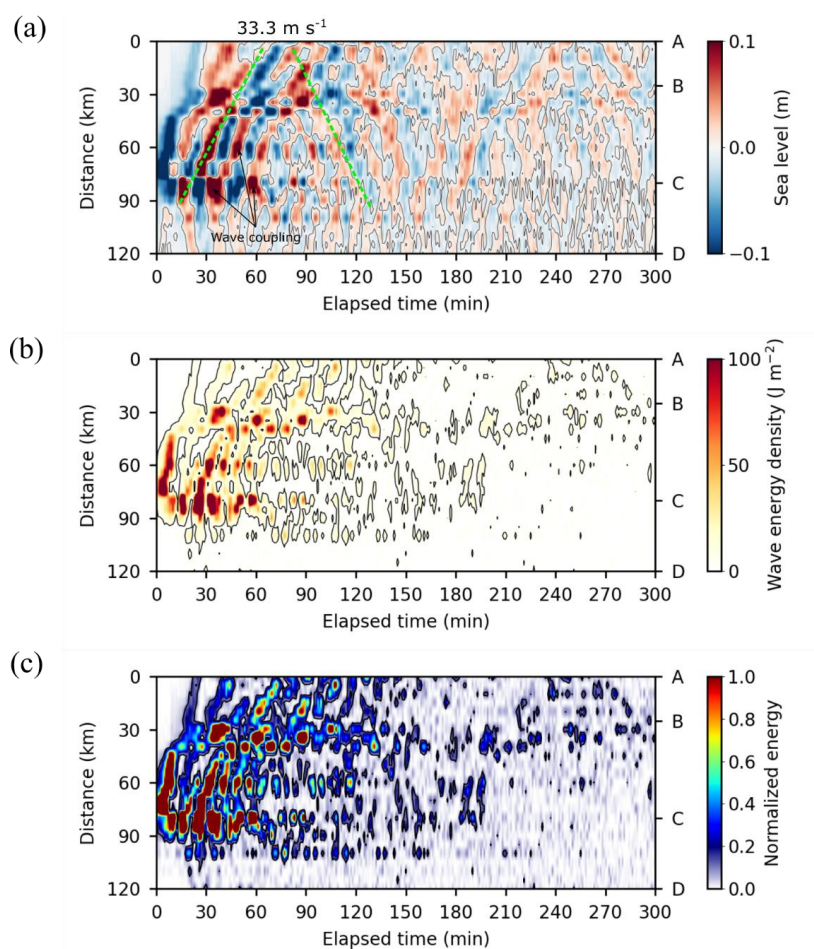 (a)
33.3 m s⁻¹
0
30
60
90
120
Distance (km)
Wave coupling
0 30 60 90 120 150 180 210 240 270 300
Elapsed time (min)
A
B
C
D
0.1
0.0
−0.1
Sea level (m)
(b)
0
30
60
90
120
Distance (km)
0 30 60 90 120 150 180 210 240 270 300
Elapsed time (min)
A
B
C
D
100
50
0
Wave energy density (J m⁻²)
(c)
0
30
60
90
120
Distance (km)
0 30 60 90 120 150 180 210 240 270 300
Elapsed time (min)
A
B
C
D
1.0
0.8
0.6
0.4
0.2
0.0
Normalized energy